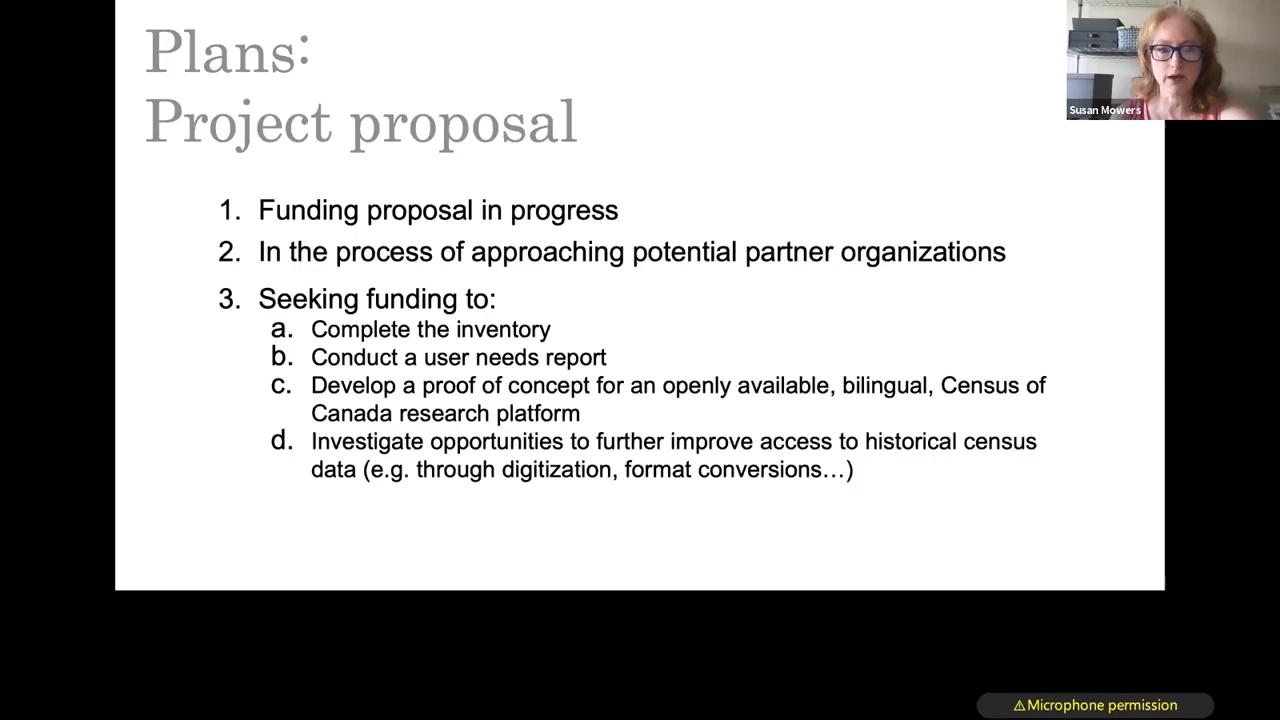 Plans:
Project proposal
Susan Mowers
1. Funding proposal in progress
2. In the process of approaching potential partner organizations
3. Seeking funding to:
a. Complete the inventory
b. Conduct a user needs report
c. Develop a proof of concept for an openly available, bilingual, Census of
Canada research platform
d. Investigate opportunities to further improve access to historical census
data (e.g. through digitization, format conversions…)
⚠Microphone permission